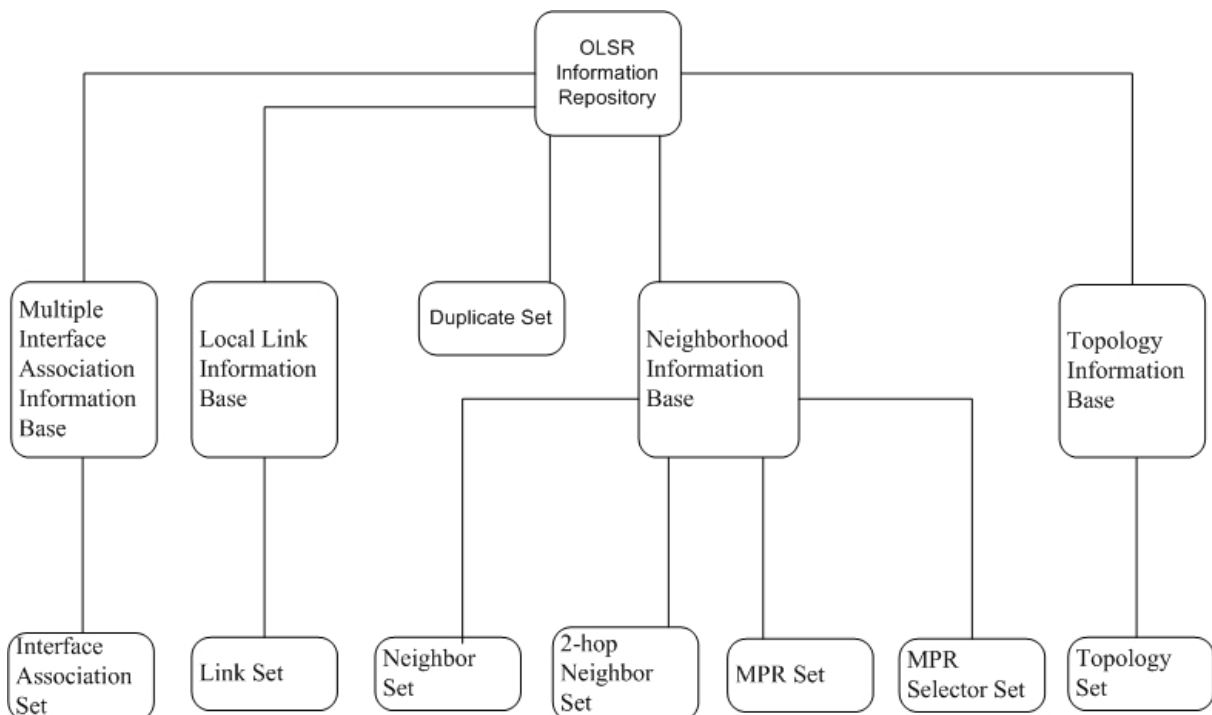 OLSR
Information
Repository
Multiple
Interface
Association
Information
Base
Local Link
Information
Base
Duplicate Set
Neighborhood
Information
Base
Topology
Information
Base
Interface
Association
Set
Link Set
Neighbor
Set
2-hop
Neighbor
Set
MPR Set
MPR
Selector Set
Topology
Set